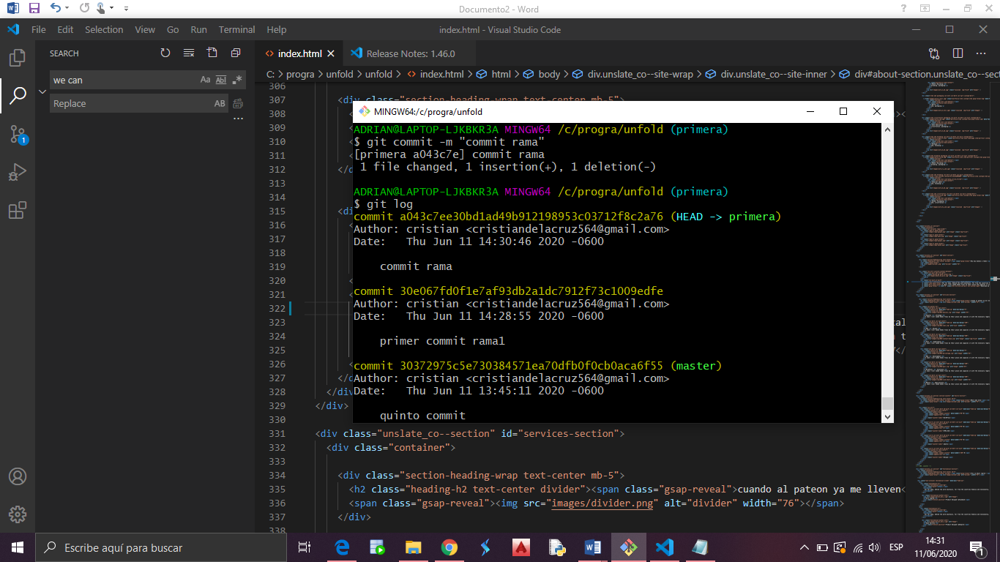 Documento2 - Word
File Edit Selection View Go Run Terminal Help
index.html - Visual Studio Code
SEARCH
index.html
Release Notes: 1.46.0
we can
Aa Abl
Replace
AB
C: > progra > unfold > unfold > index.html > html > body > div.unslate_co--site-wrap > div.unslate_co--site-inner > div#about-section.unslate_co--sect
306
307 <div class="section-heading-wrap text-center mb-5">
308
309
310
311
312
313
314
315
316
317
318
319
320
321
322
323
324
325
326
327
328
329 </div>
330
331 <div class="unslate_co--section" id="services-section">
332 <div class="container">
333
334 <div class="section-heading-wrap text-center mb-5">
335 <h2 class="heading-h2 text-center divider"><span class="gsap-reveal">cuando al pateon ya me lleven<
336 <span class="gsap-reveal"><img src="images/divider.png" alt="divider" width="76"></span>
337 </div>
338
MINGW64:/c/progra/unfold
ADRIAN@LAPTOP-LJKBKR3A MINGW64 /c/progra/unfold (primera)
$ git commit -m "commit rama"
[primera a043c7e] commit rama
1 file changed, 1 insertion(+), 1 deletion(-)
ADRIAN@LAPTOP-LJKBKR3A MINGW64 /c/progra/unfold (primera)
$ git log
commit a043c7ee30bd1ad49b912198953c03712f8c2a76 (HEAD -> primera)
Author: cristian <cristiandelacruz564@gmail.com>
Date: Thu Jun 11 14:30:46 2020 -0600
commit rama
commit 30e067fd0f1e7af93db2a1dc7912f73c1009edfe
Author: cristian <cristiandelacruz564@gmail.com>
Date: Thu Jun 11 14:28:55 2020 -0600
primer commit rama1
commit 30372975c5e730384571ea70dfb0f0cb0aca6f55 (master)
Author: cristian <cristiandelacruz564@gmail.com>
Date: Thu Jun 11 13:45:11 2020 -0600
quinto commit
1
Escribe aquí para buscar
ESP
14:31
11/06/2020
1